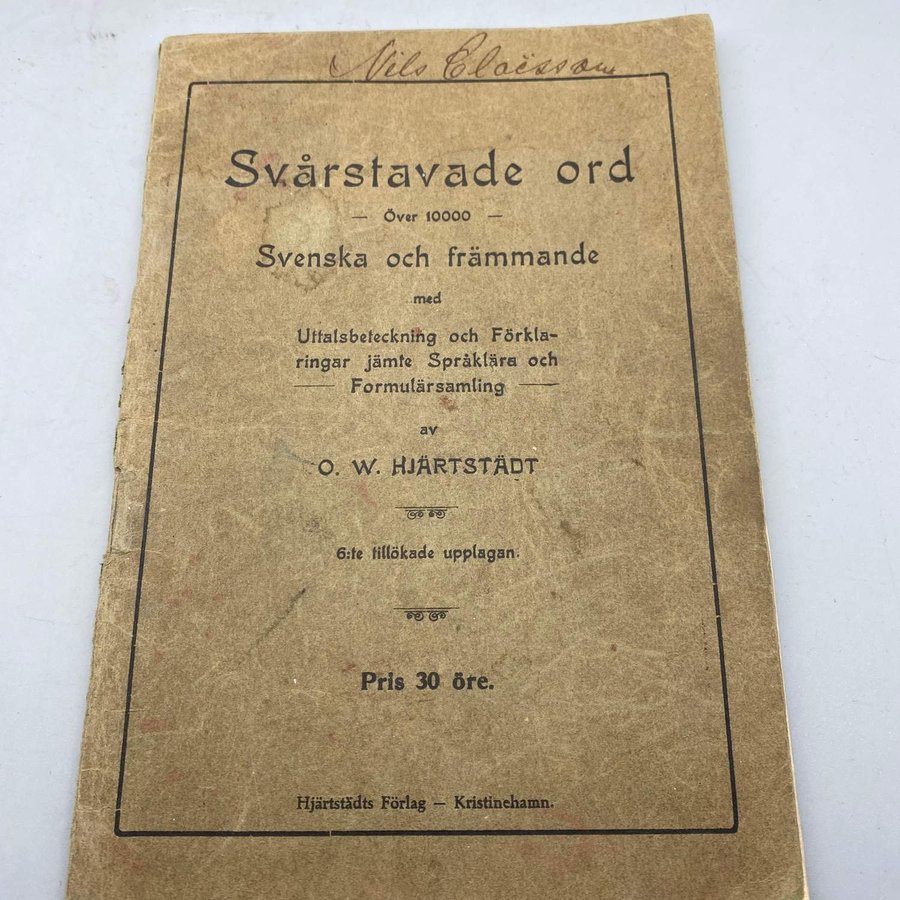 Nils Claësson
Svårstavade ord
— Över 10000 —
Svenska och främmande
med
Uttalsbeteckning och Förkla-
ringar jämte Språklära och
— Formulärsamling —
av
O. W. HJÄRTSTÄDT
6:te tillökade upplagan.
Pris 30 öre.
Hjärtstädts Förlag — Kristinehamn.